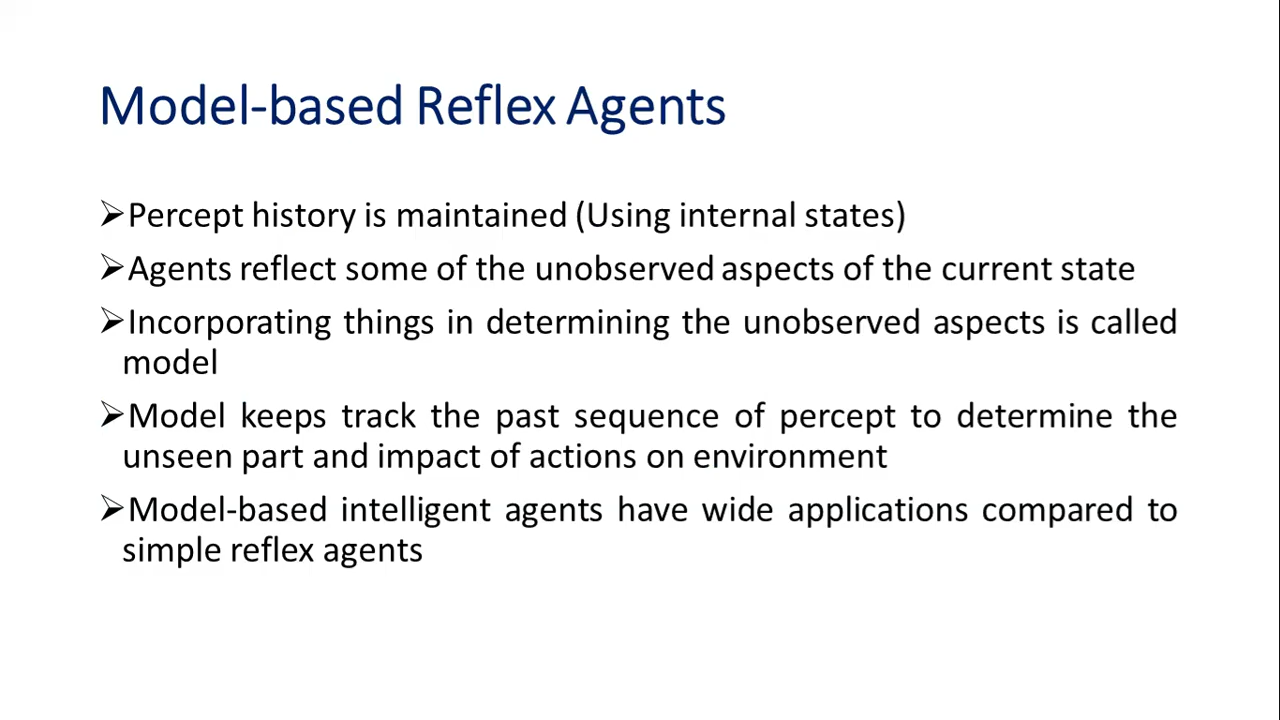 Model-based Reflex Agents
➢Percept history is maintained (Using internal states)
➢Agents reflect some of the unobserved aspects of the current state
➢Incorporating things in determining the unobserved aspects is called
model
➢Model keeps track the past sequence of percept to determine the
unseen part and impact of actions on environment
➢Model-based intelligent agents have wide applications compared to
simple reflex agents